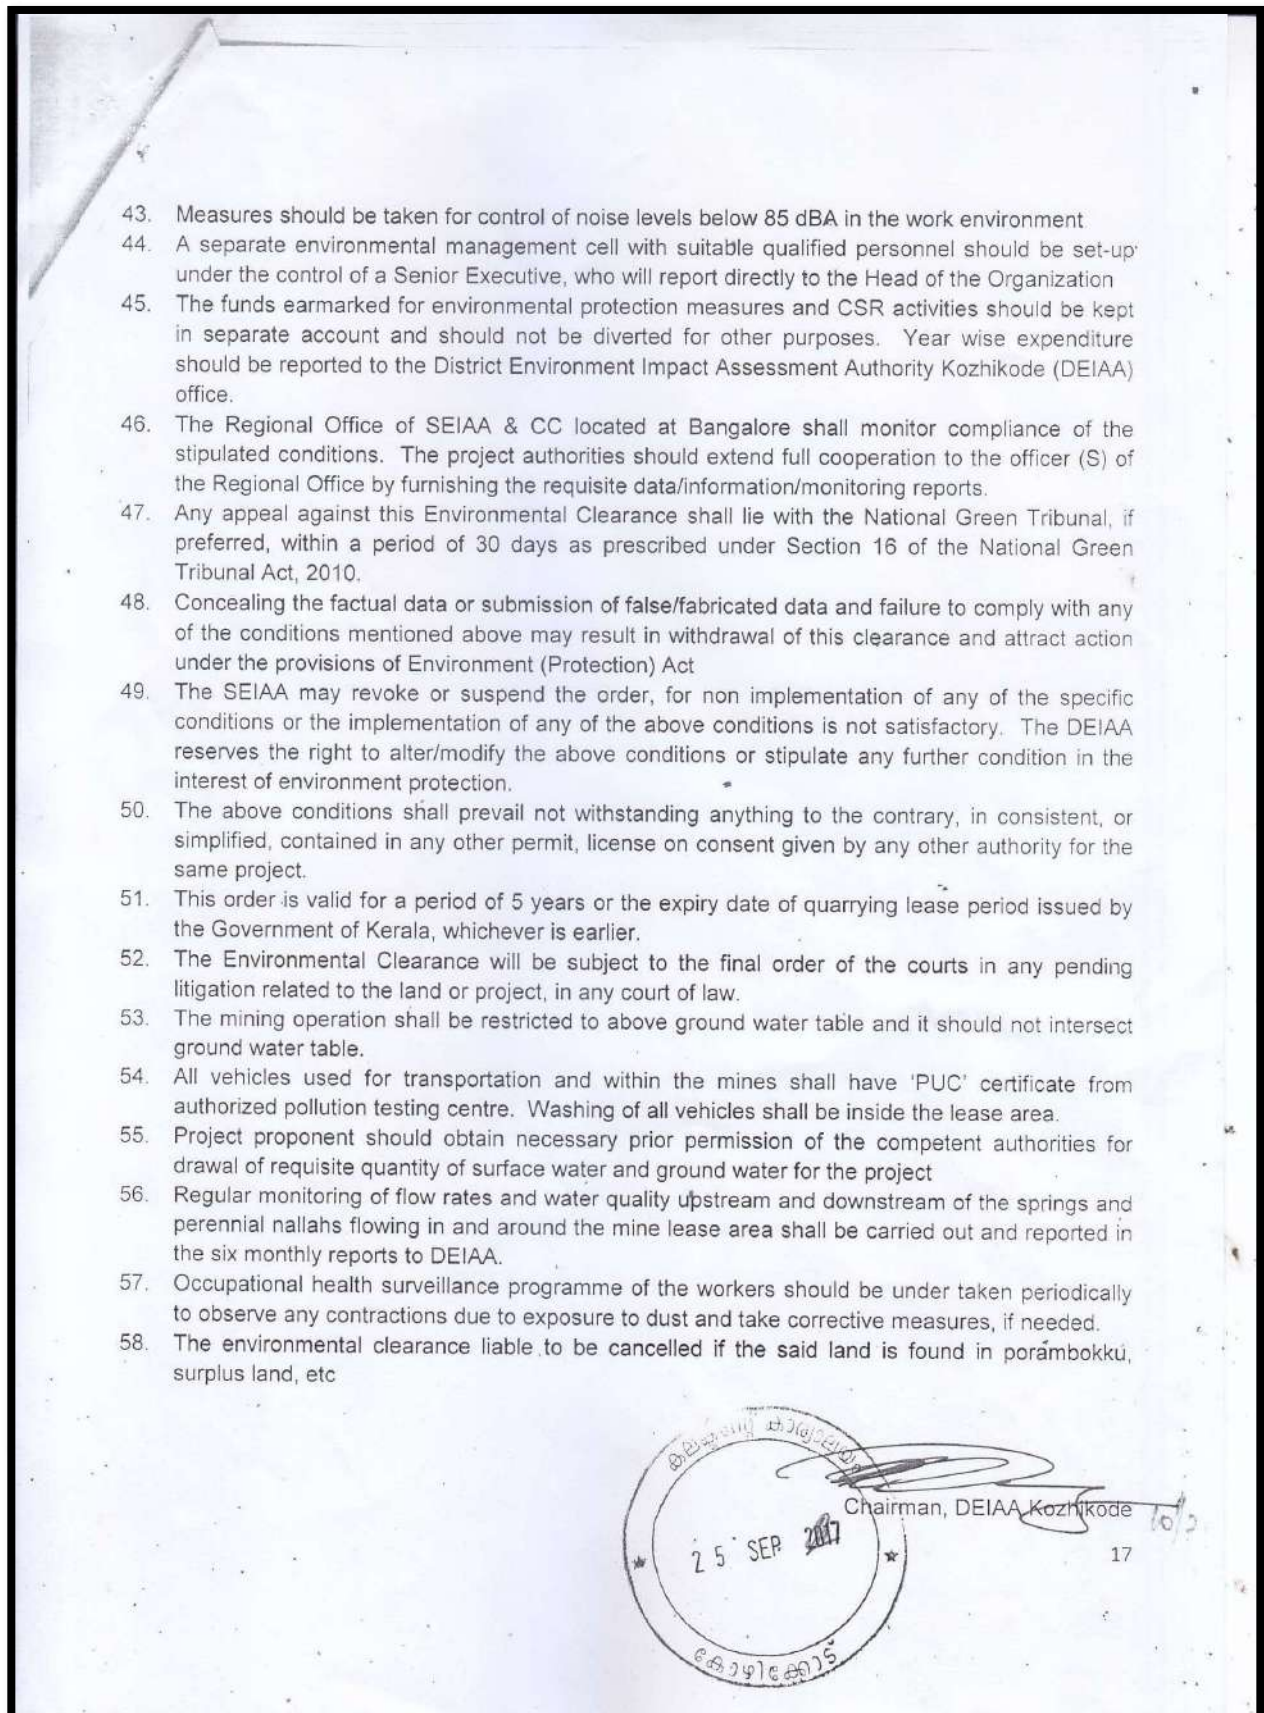 43. Measures should be taken for control of noise levels below 85 dBA in the work environment
44. A separate environmental management cell with suitable qualified personnel should be set-up
under the control of a Senior Executive, who will report directly to the Head of the Organization
45. The funds earmarked for environmental protection measures and CSR activities should be kept
in separate account and should not be diverted for other purposes. Year wise expenditure
should be reported to the District Environment Impact Assessment Authority Kozhikode (DEIAA)
office.
46. The Regional Office of SEIAA & CC located at Bangalore shall monitor compliance of the
stipulated conditions. The project authorities should extend full cooperation to the officer (S) of
the Regional Office by furnishing the requisite data/information/monitoring reports.
47. Any appeal against this Environmental Clearance shall lie with the National Green Tribunal, if
preferred, within a period of 30 days as prescribed under Section 16 of the National Green
Tribunal Act, 2010.
48. Concealing the factual data or submission of false/fabricated data and failure to comply with any
of the conditions mentioned above may result in withdrawal of this clearance and attract action
under the provisions of Environment (Protection) Act
49. The SEIAA may revoke or suspend the order, for non implementation of any of the specific
conditions or the implementation of any of the above conditions is not satisfactory. The DEIAA
reserves the right to alter/modify the above conditions or stipulate any further condition in the
interest of environment protection.
50. The above conditions shall prevail not withstanding anything to the contrary, in consistent, or
simplified, contained in any other permit, license on consent given by any other authority for the
same project.
51. This order is valid for a period of 5 years or the expiry date of quarrying lease period issued by
the Government of Kerala, whichever is earlier.
52. The Environmental Clearance will be subject to the final order of the courts in any pending
litigation related to the land or project, in any court of law.
53. The mining operation shall be restricted to above ground water table and it should not intersect
ground water table.
54. All vehicles used for transportation and within the mines shall have 'PUC' certificate from
authorized pollution testing centre. Washing of all vehicles shall be inside the lease area.
55. Project proponent should obtain necessary prior permission of the competent authorities for
drawal of requisite quantity of surface water and ground water for the project
56. Regular monitoring of flow rates and water quality upstream and downstream of the springs and
perennial nallahs flowing in and around the mine lease area shall be carried out and reported in
the six monthly reports to DEIAA.
57. Occupational health surveillance programme of the workers should be under taken periodically
to observe any contractions due to exposure to dust and take corrective measures, if needed.
58. The environmental clearance liable to be cancelled if the said land is found in porambokku,
surplus land, etc
Chairman, DEIAA Kozhikode
25 SEP 2017
17
കോഴിക്കോട്